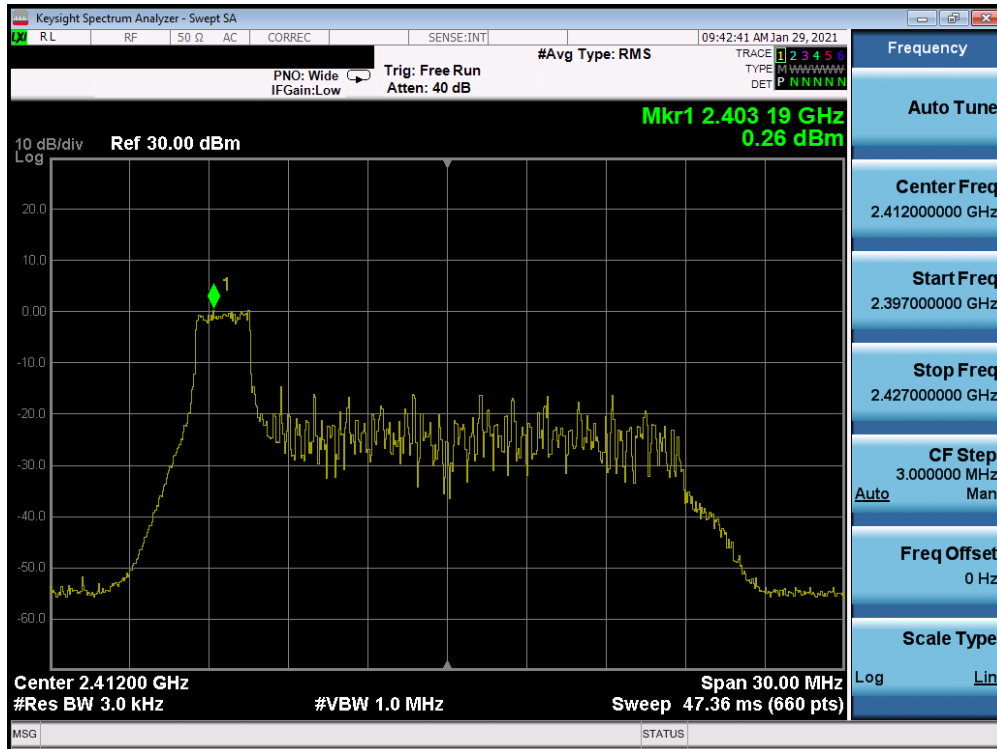 Keysight Spectrum Analyzer - Swept SA
LXI RL RF 50 Ω AC CORREC SENSE:INT 09:42:41 AM Jan 29, 2021
#Avg Type: RMS TRACE 1 2 3 4 5 6
PNO: Wide Trig: Free Run TYPE M WWWWW
IFGain:Low Atten: 40 dB DET P N N N N N
Mkr1 2.403 19 GHz
0.26 dBm
10 dB/div Ref 30.00 dBm
Log
1
20.0
10.0
0.00
-10.0
-20.0
-30.0
-40.0
-50.0
-60.0
Center 2.41200 GHz Span 30.00 MHz
#Res BW 3.0 kHz #VBW 1.0 MHz Sweep 47.36 ms (660 pts)
MSG STATUS
Frequency
Auto Tune
Center Freq
2.412000000 GHz
Start Freq
2.397000000 GHz
Stop Freq
2.427000000 GHz
CF Step
3.000000 MHz
Auto Man
Freq Offset
0 Hz
Scale Type
Log Lin